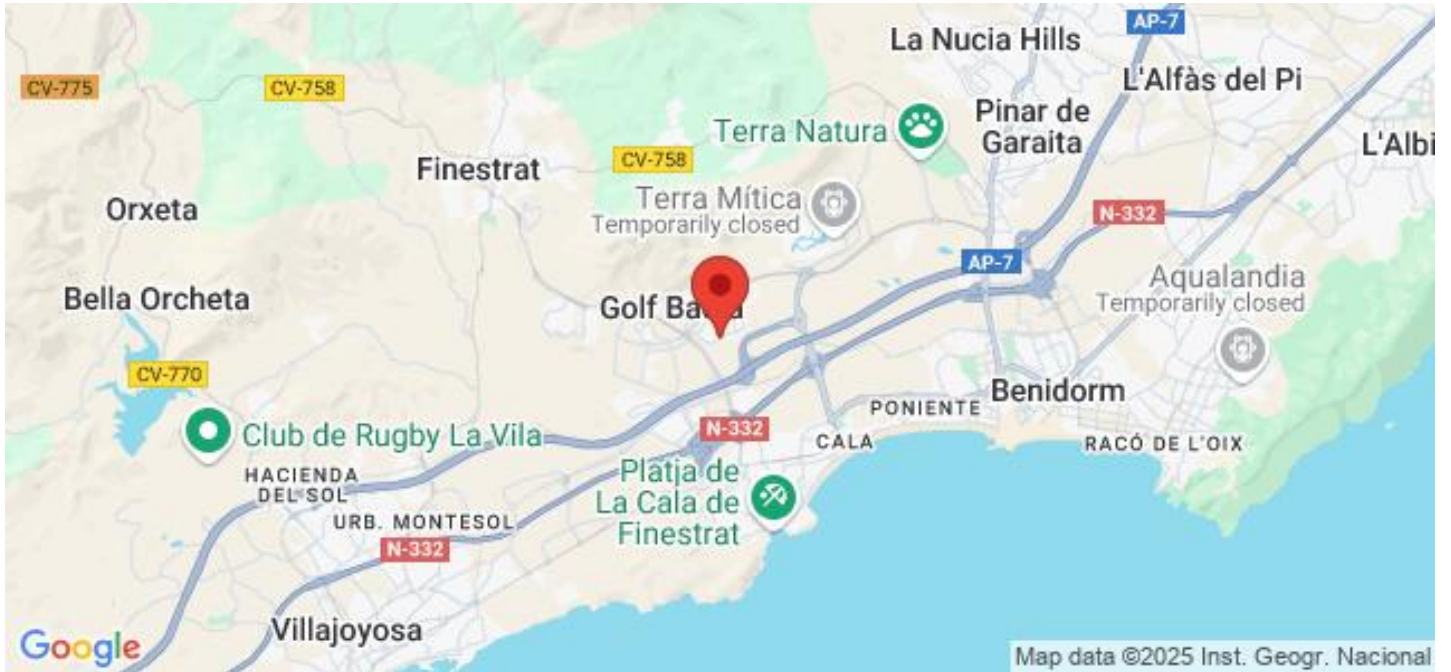 AP-7
La Nucia Hills
CV-775
CV-758
L'Alfàs del Pi
Terra Natura
Pinar de
Garaita
L'Albi
Finestrat
CV-758
Terra Mítica
Temporarily closed
Orxeta
N-332
AP-7
Aqualandia
Temporarily closed
Bella Orcheta
Golf Ba
CV-770
Benidorm
PONIENTE
N-332
CALA
RACÓ DE L'OIX
Club de Rugby La Vila
HACIENDA
DEL SOL
Platja de
La Cala de
Finestrat
URB. MONTESOL
N-332
Villajoyosa
Google
Map data ©2025 Inst. Geogr. Nacional